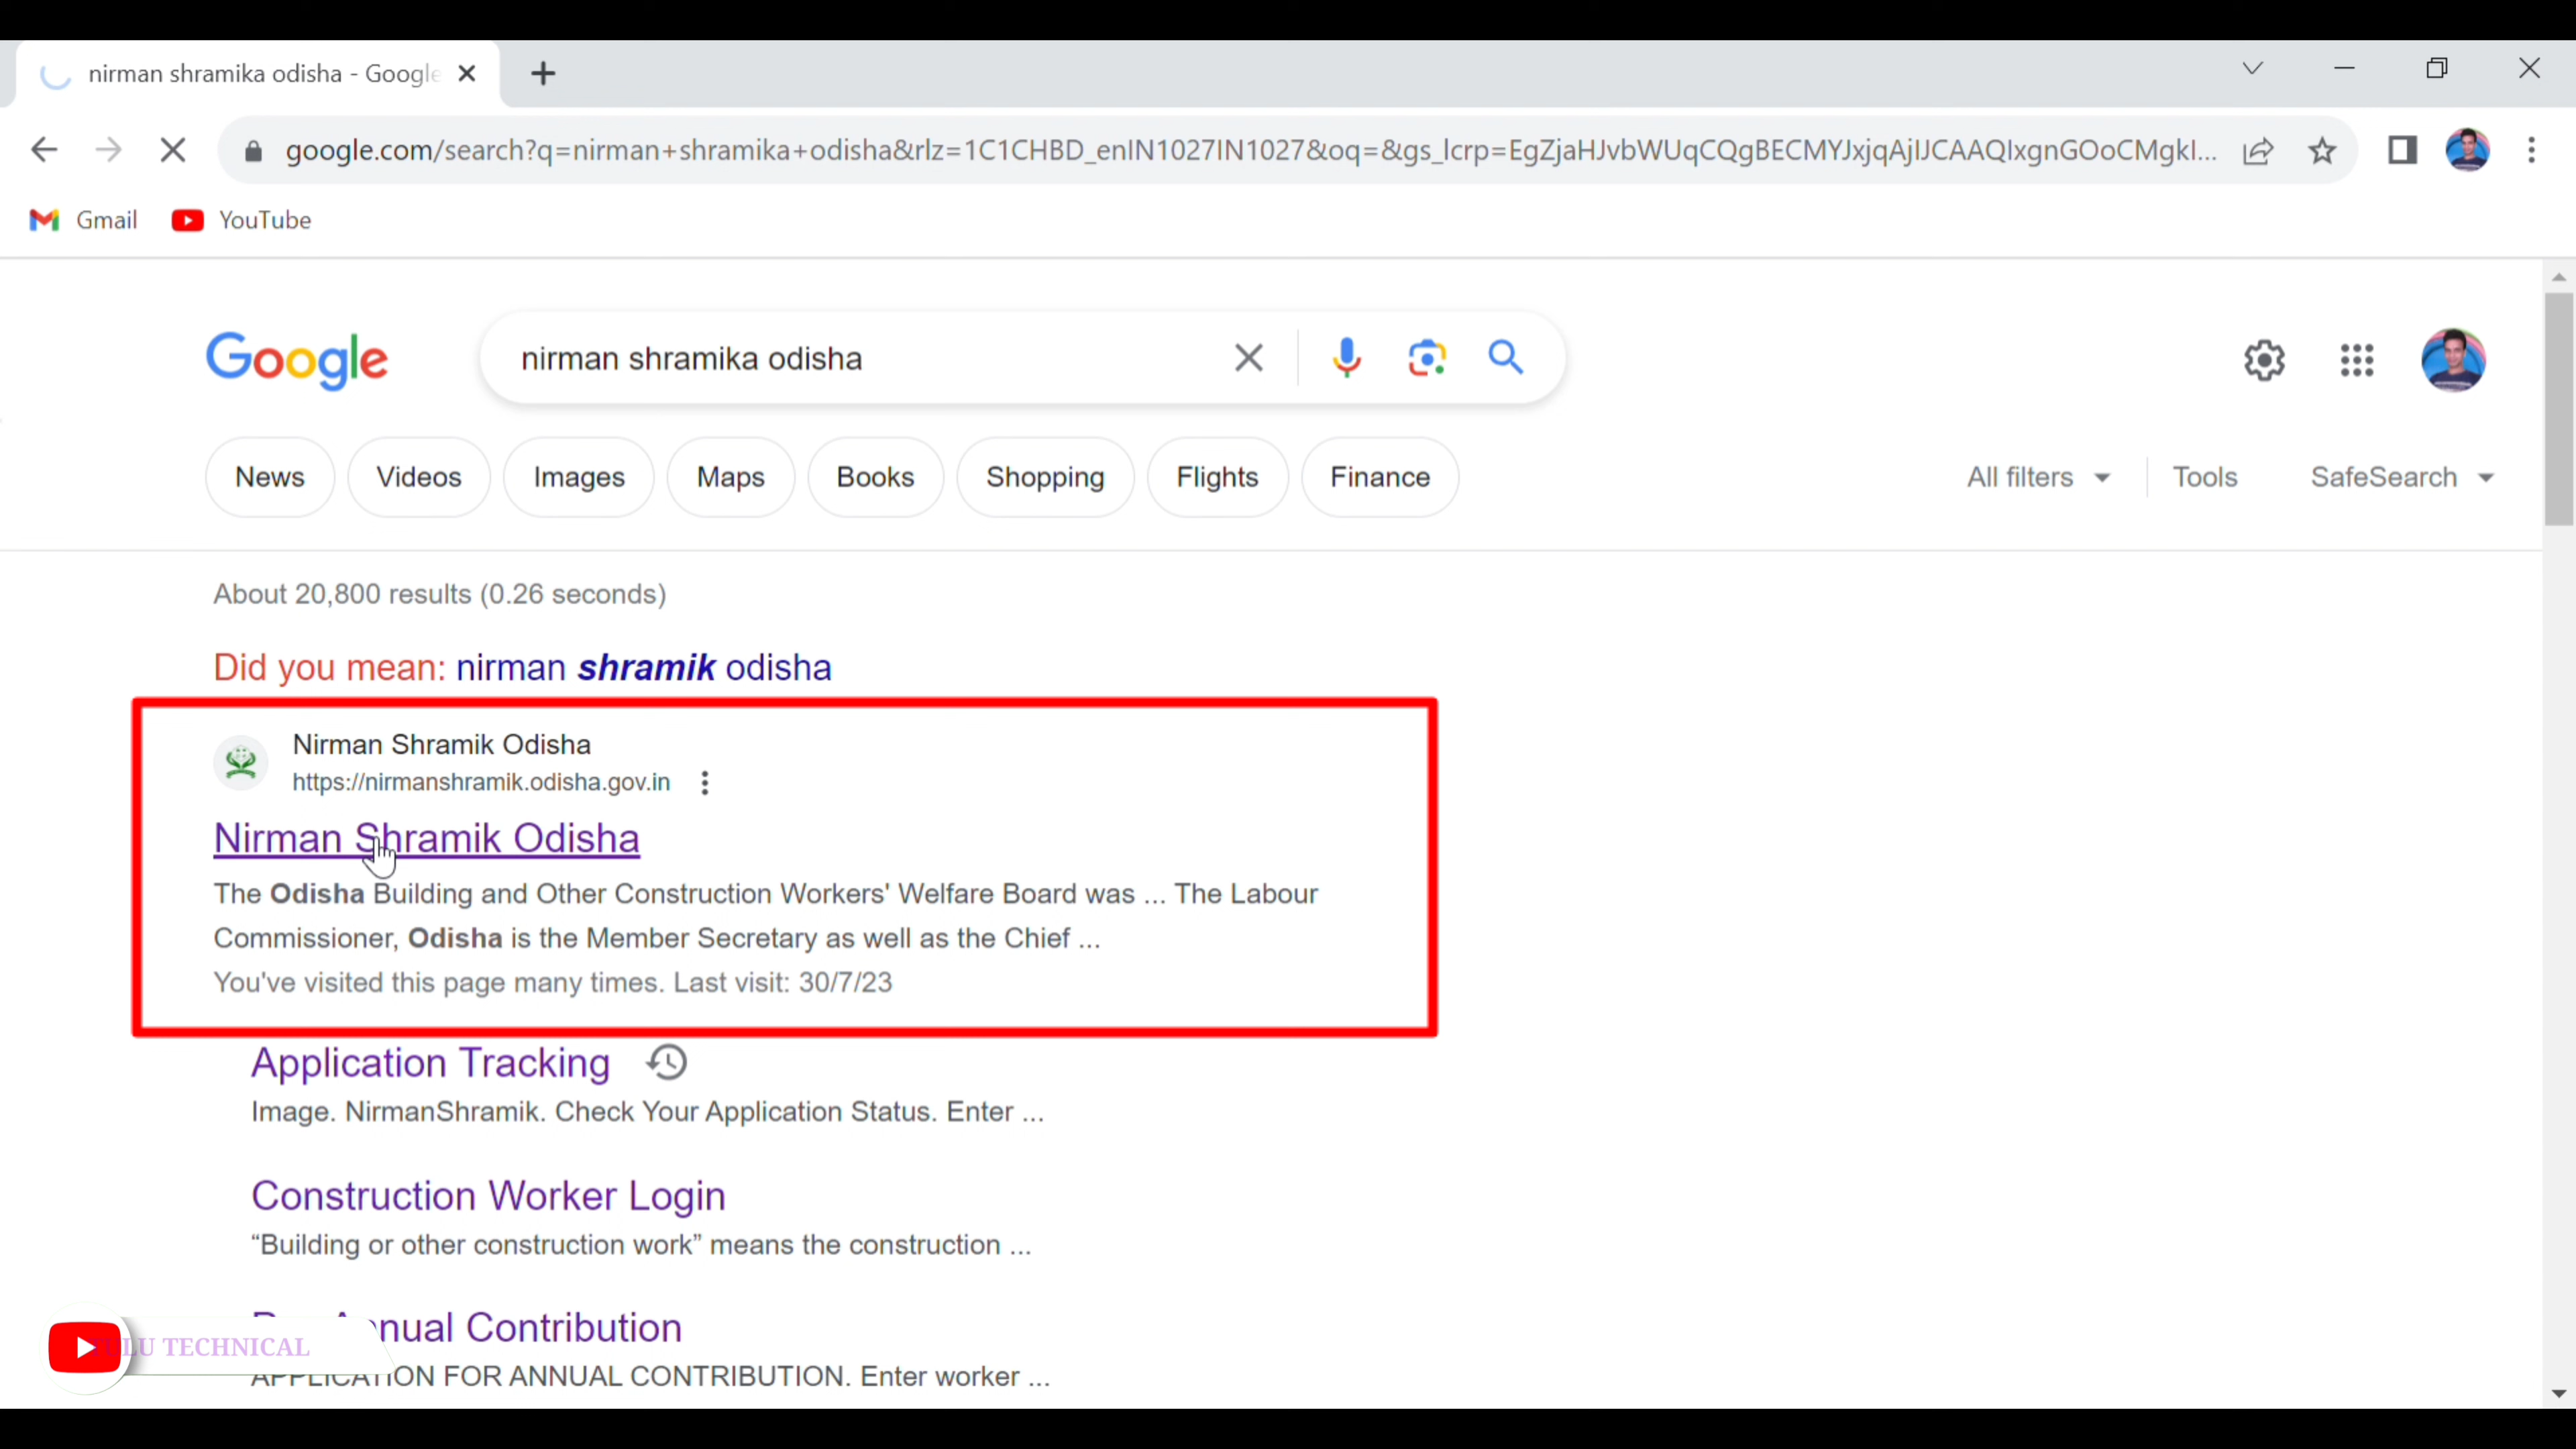 nirman shramika odisha - Google
google.com/search?q=nirman+shramika+odisha&rlz=1C1CHBD_enIN1027IN1027&oq=&gs_lcrp=EgZjaHJvbWUqCQgBECMYJxjqAjIJCAAQIxgnGOoCMgkI...
Gmail YouTube
Google nirman shramika odisha
News Videos Images Maps Books Shopping Flights Finance All filters Tools SafeSearch
About 20,800 results (0.26 seconds)
Did you mean: nirman shramik odisha
Nirman Shramik Odisha
https://nirmanshramik.odisha.gov.in
Nirman Shramik Odisha
The Odisha Building and Other Construction Workers' Welfare Board was ... The Labour
Commissioner, Odisha is the Member Secretary as well as the Chief ...
You've visited this page many times. Last visit: 30/7/23
Application Tracking
Image. NirmanShramik. Check Your Application Status. Enter ...
Construction Worker Login
“Building or other construction work” means the construction ...
Contribution
TECHNICAL
FOR ANNUAL CONTRIBUTION. Enter worker ...